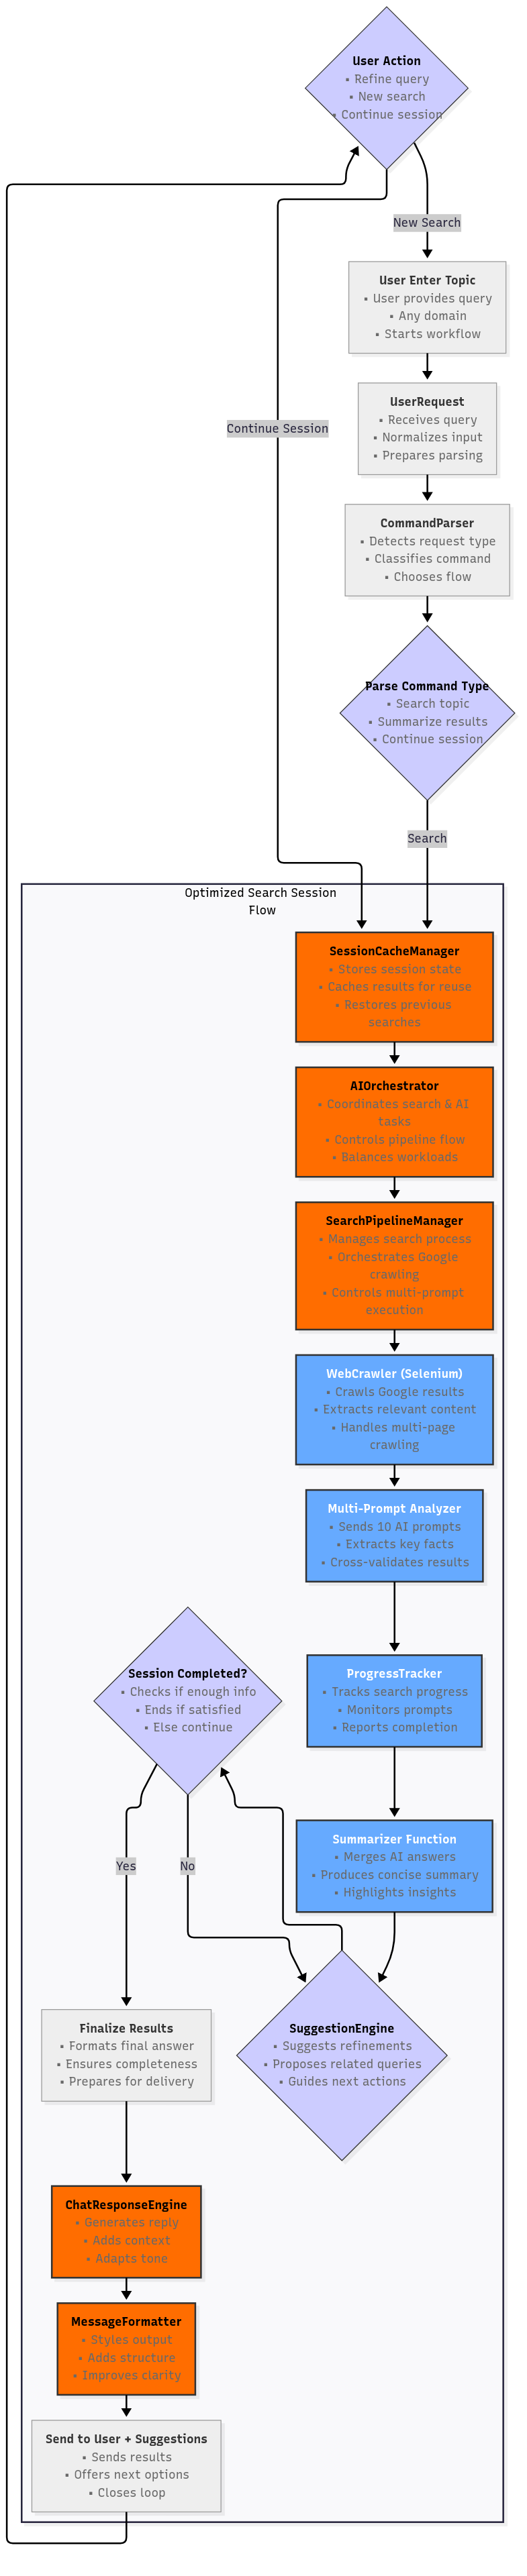 User Action
▪ Refine query
▪ New search
▪ Continue session
New Search
User Enter Topic
▪ User provides query
▪ Any domain
▪ Starts workflow
Continue Session
UserRequest
▪ Receives query
▪ Normalizes input
▪ Prepares parsing
CommandParser
▪ Detects request type
▪ Classifies command
▪ Chooses flow
Parse Command Type
▪ Search topic
▪ Summarize results
▪ Continue session
Search
Optimized Search Session
Flow
SessionCacheManager
▪ Stores session state
▪ Caches results for reuse
▪ Restores previous
searches
AIOrchestrator
▪ Coordinates search & AI
tasks
▪ Controls pipeline flow
▪ Balances workloads
SearchPipelineManager
▪ Manages search process
▪ Orchestrates Google
crawling
▪ Controls multi-prompt
execution
WebCrawler (Selenium)
▪ Crawls Google results
▪ Extracts relevant content
▪ Handles multi-page
crawling
Multi-Prompt Analyzer
▪ Sends 10 AI prompts
▪ Extracts key facts
▪ Cross-validates results
Session Completed?
▪ Checks if enough info
▪ Ends if satisfied
▪ Else continue
ProgressTracker
▪ Tracks search progress
▪ Monitors prompts
▪ Reports completion
Summarizer Function
▪ Merges AI answers
▪ Produces concise summary
▪ Highlights insights
Yes
No
Finalize Results
▪ Formats final answer
▪ Ensures completeness
▪ Prepares for delivery
SuggestionEngine
▪ Suggests refinements
▪ Proposes related queries
▪ Guides next actions
ChatResponseEngine
▪ Generates reply
▪ Adds context
▪ Adapts tone
MessageFormatter
▪ Styles output
▪ Adds structure
▪ Improves clarity
Send to User + Suggestions
▪ Sends results
▪ Offers next options
▪ Closes loop